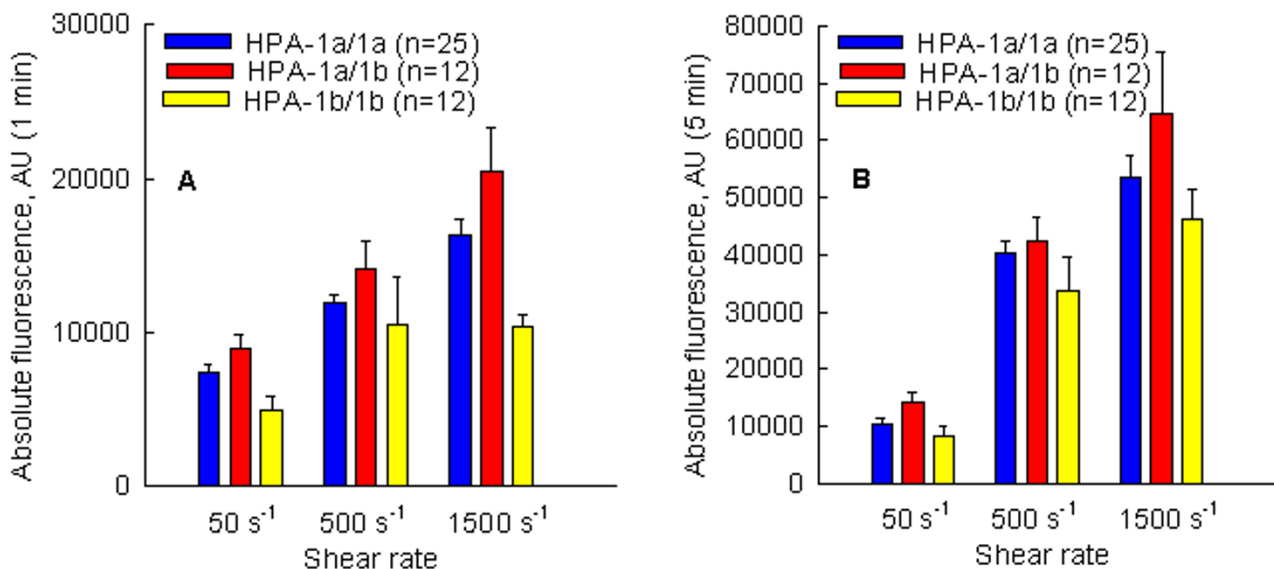 Absolute fluorescence, AU (1 min)
30000
20000
10000
0
HPA-1a/1a (n=25)
HPA-1a/1b (n=12)
HPA-1b/1b (n=12)
A
50 s⁻¹ 500 s⁻¹ 1500 s⁻¹
Shear rate
Absolute fluorescence, AU (5 min)
80000
70000
60000
50000
40000
30000
20000
10000
0
HPA-1a/1a (n=25)
HPA-1a/1b (n=12)
HPA-1b/1b (n=12)
B
50 s⁻¹ 500 s⁻¹ 1500 s⁻¹
Shear rate